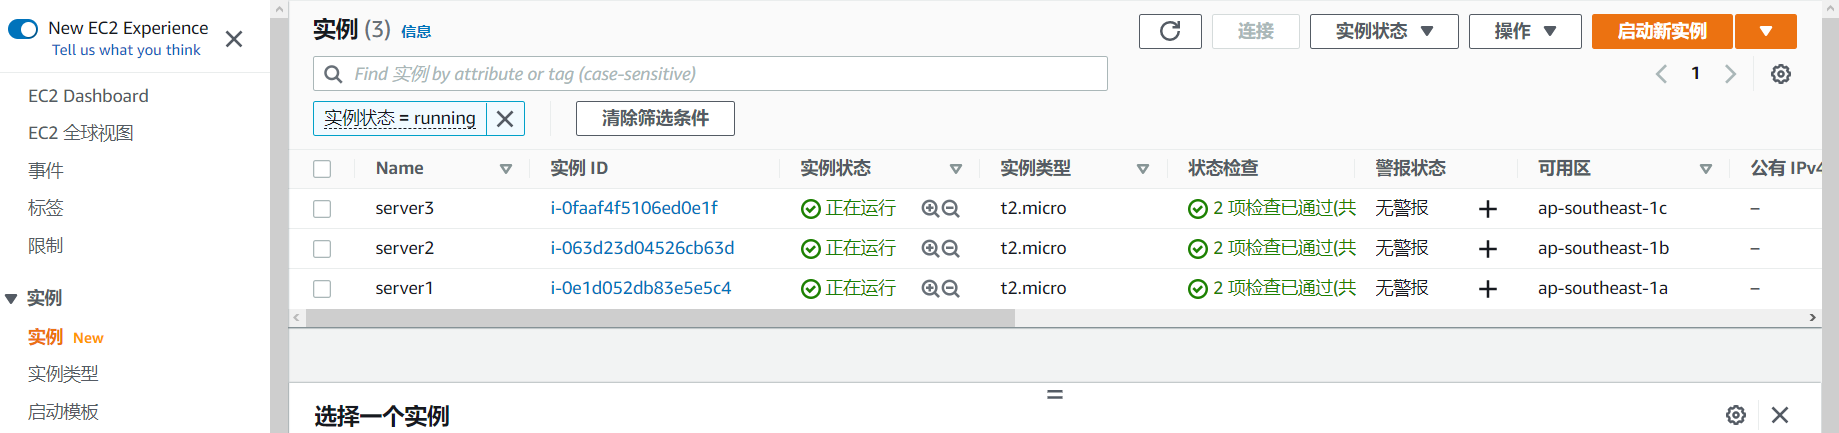 New EC2 Experience
Tell us what you think
EC2 Dashboard
EC2 全球视图
事件
标签
限制
实例
实例 New
实例类型
启动模板
实例 (3) 信息
连接 实例状态 操作 启动新实例
Find 实例 by attribute or tag (case-sensitive)
1
实例状态 = running
清除筛选条件
Name 实例 ID 实例状态 实例类型 状态检查 警报状态 可用区 公有 IPv4
server3 i-0faaf4f5106ed0e1f 正在运行 t2.micro 2 项检查已通过(共 无警报 + ap-southeast-1c –
server2 i-063d23d04526cb63d 正在运行 t2.micro 2 项检查已通过(共 无警报 + ap-southeast-1b –
server1 i-0e1d052db83e5e5c4 正在运行 t2.micro 2 项检查已通过(共 无警报 + ap-southeast-1a –
选择一个实例